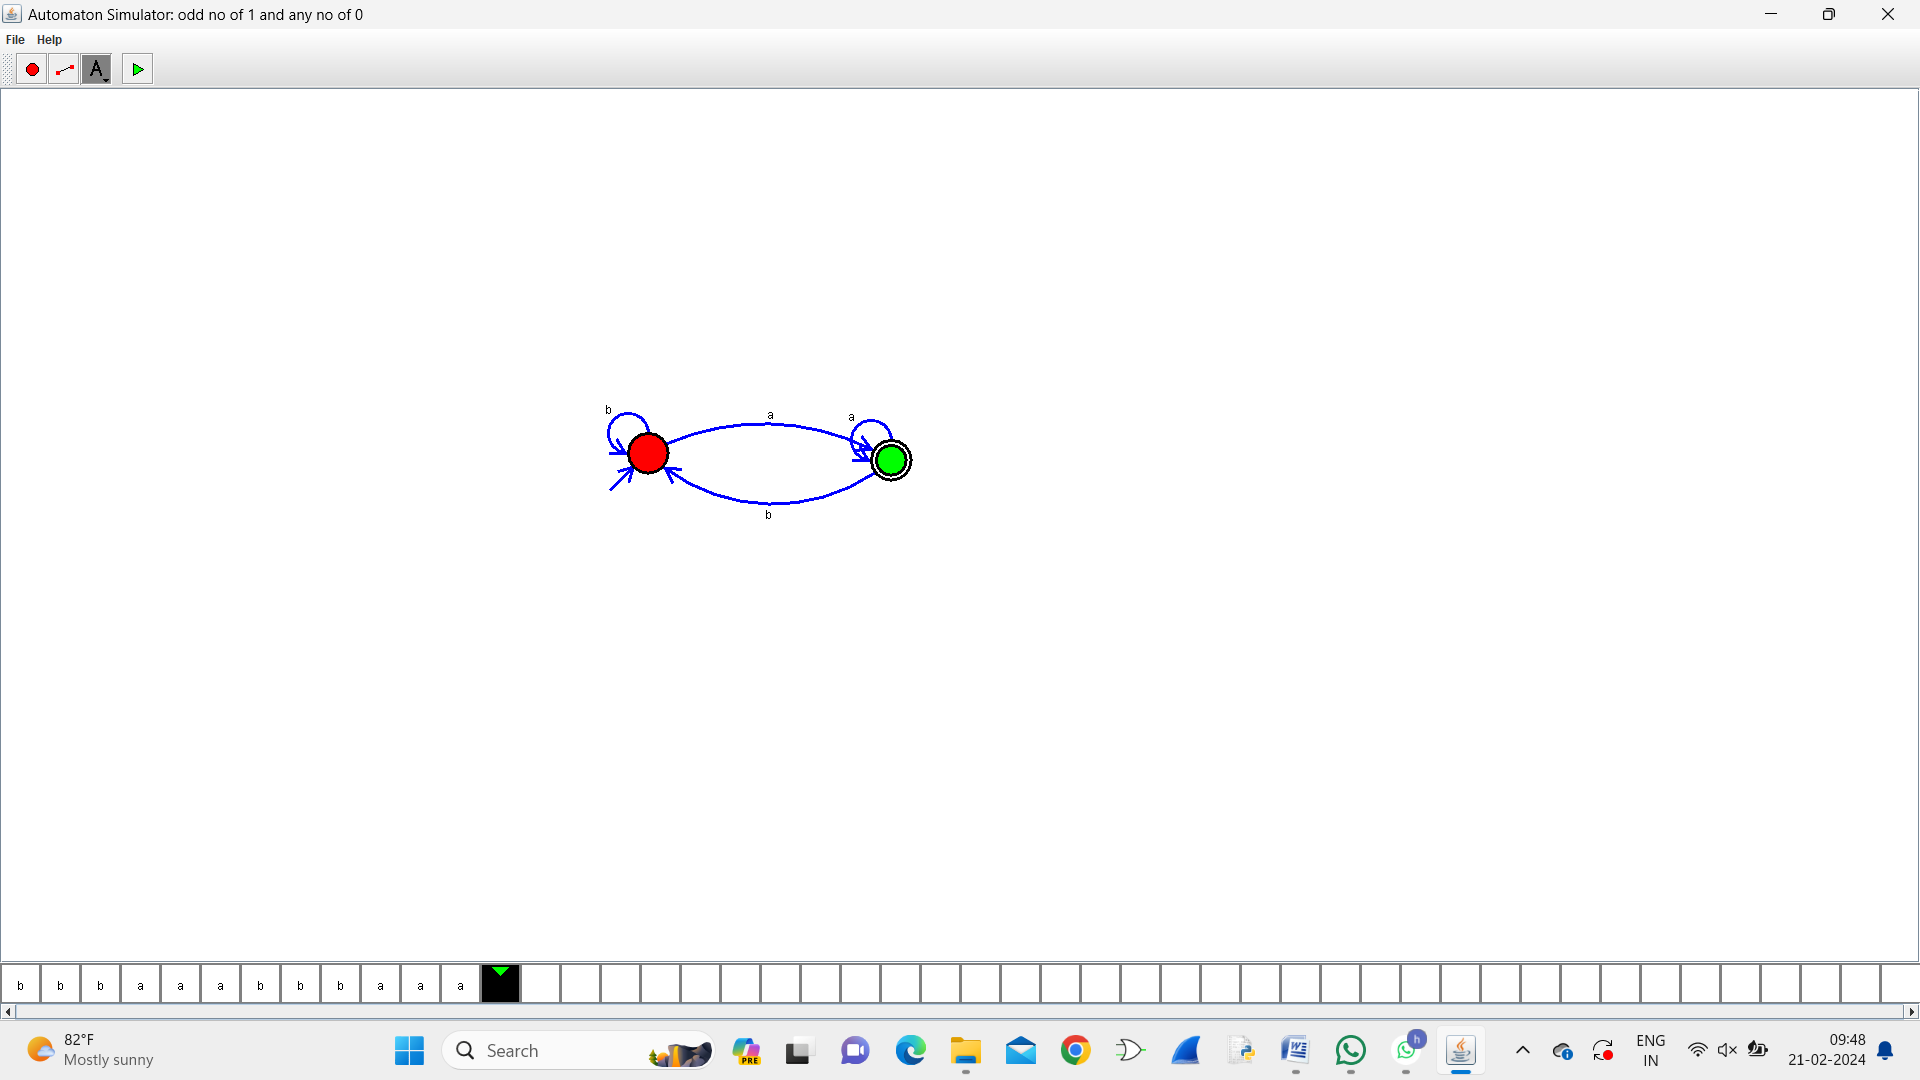 Automaton Simulator: odd no of 1 and any no of 0
File Help
A
b
a
a
b
b b b a a a b b b a a a
82°F
Mostly sunny
Search
PRE
h
ENG
IN
09:48
21-02-2024